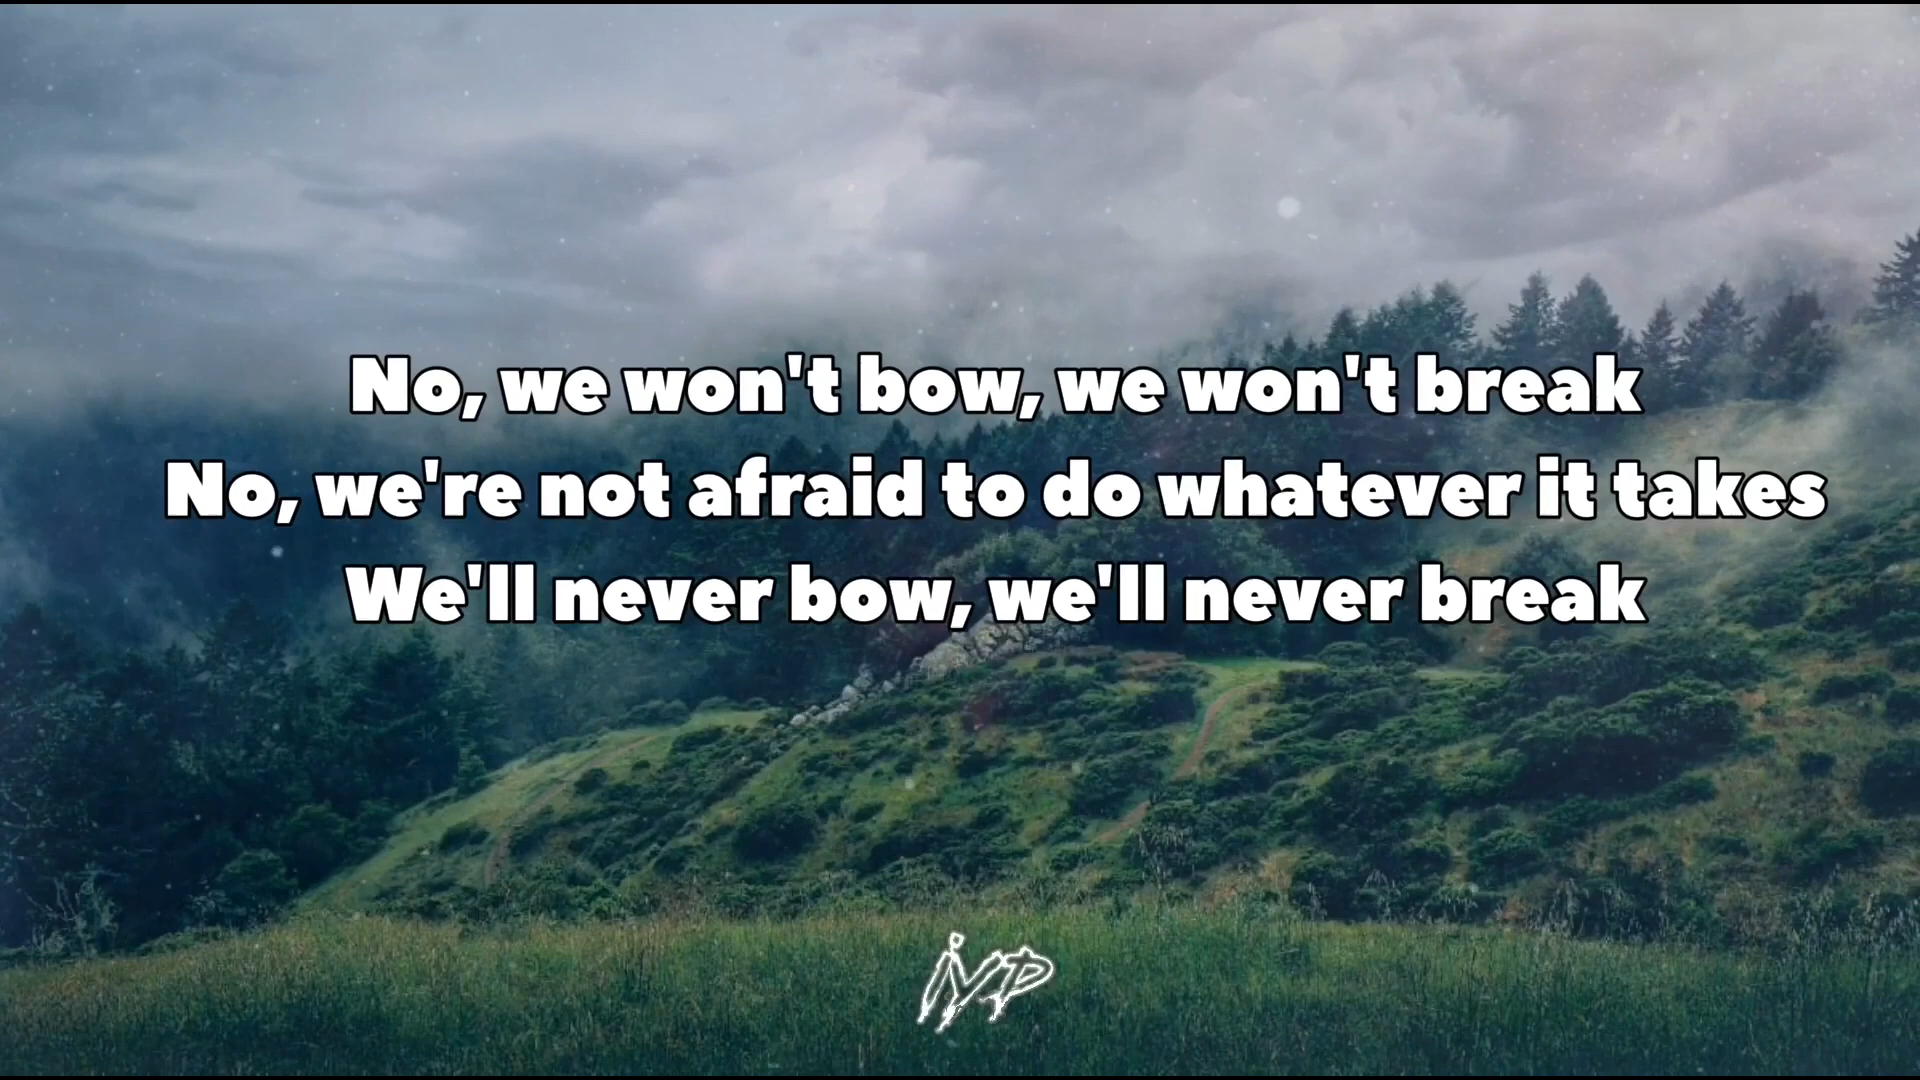 No, we won't bow, we won't break
No, we're not afraid to do whatever it takes
We'll never bow, we'll never break
iVP